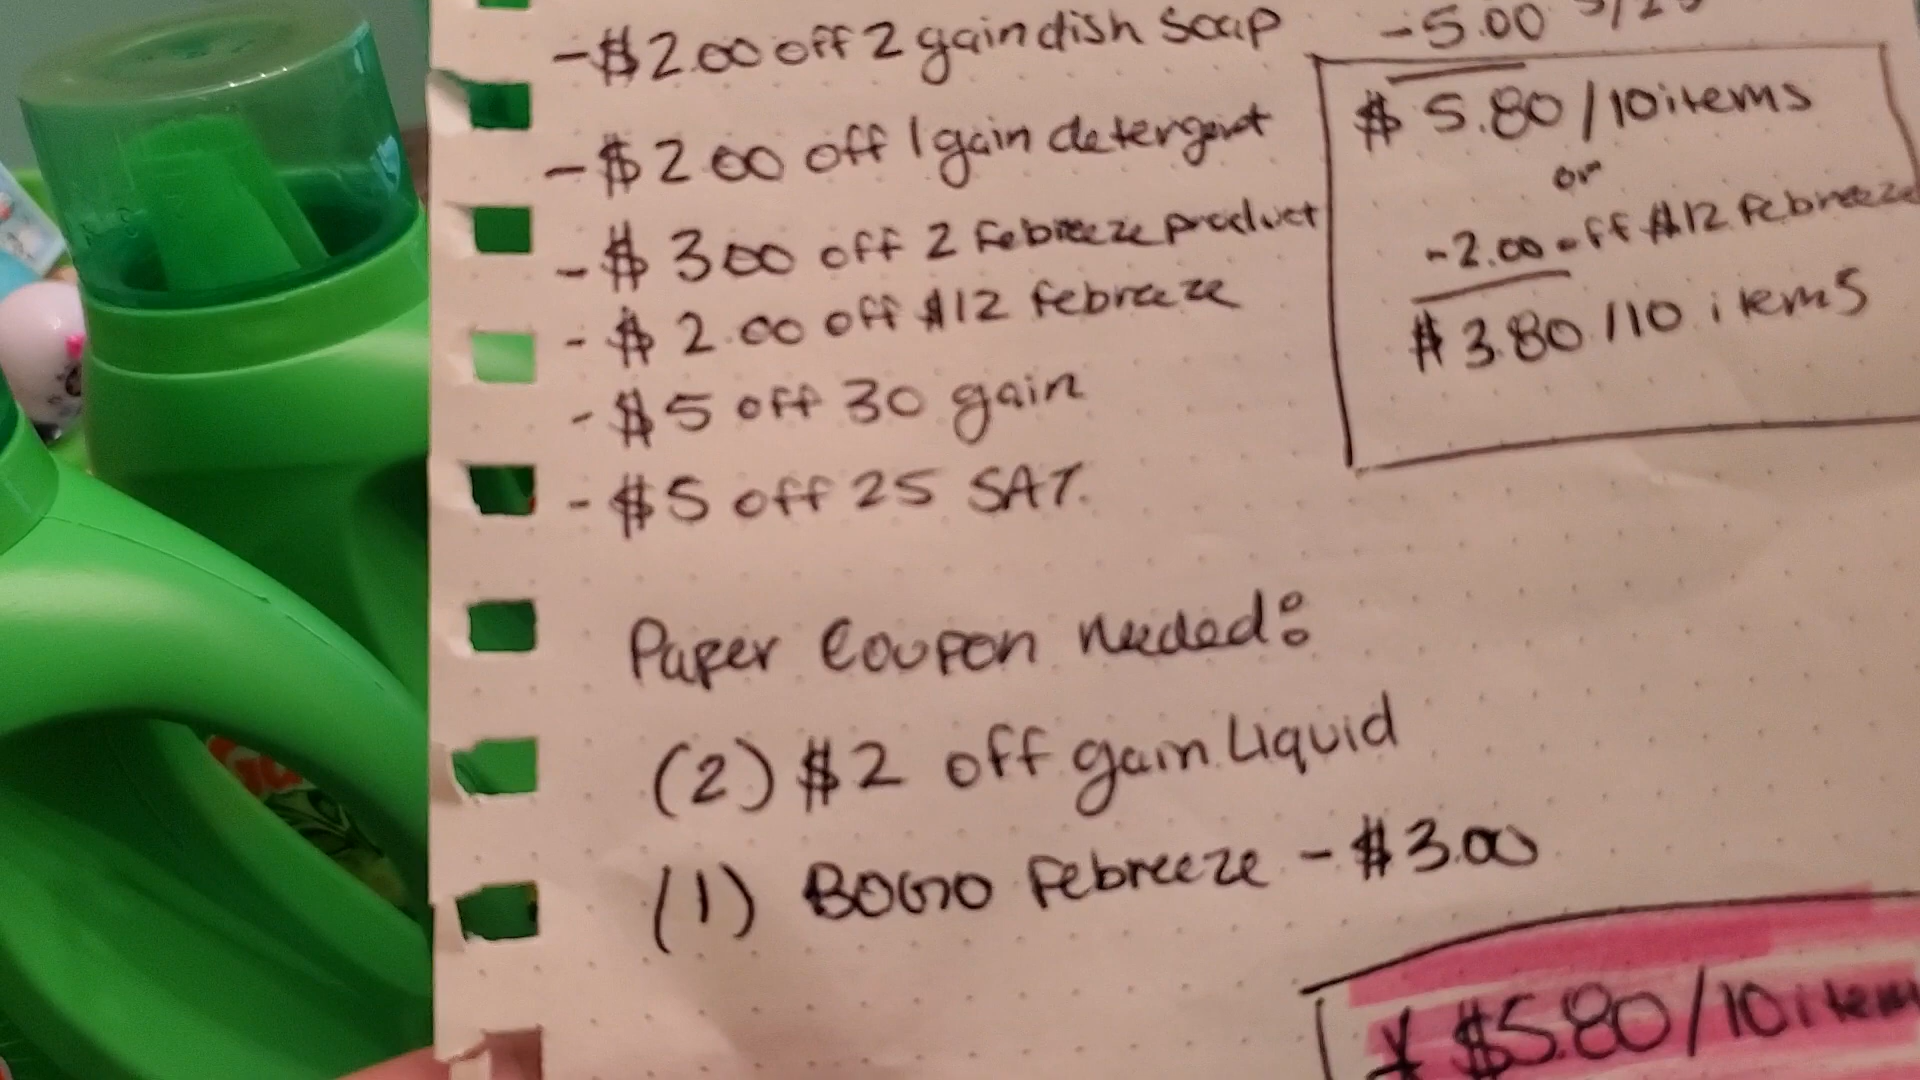 -$2.00 off 2 gain dish soap
-$2 00 off 1 gain detergent
-$ 3 00 off 2 Febreeze product
-$ 2.00 off $12 febreeze
-$5 off 30 gain
-$5 off 25 SAT.
Paper Coupon needed:
(2) $2 off gain Liquid
(1) BOGO Febreeze -$3.00
-5.00
$5.80/10 items
or
-2.00 off $12 Febreeze
$3.80/10 items
$5.80/10 item